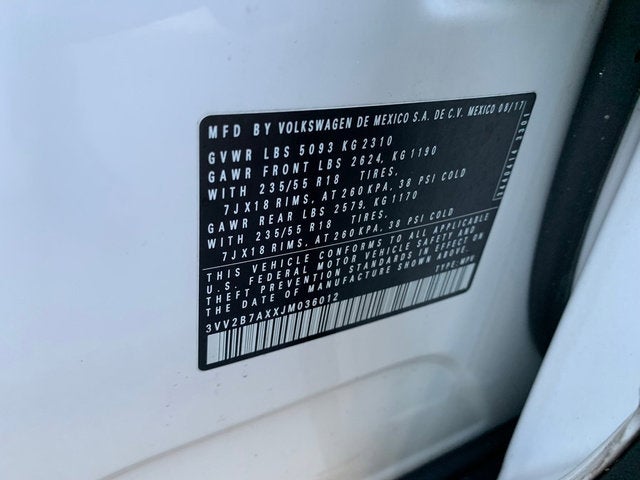 MFD BY VOLKSWAGEN DE MEXICO S.A. DE C.V. MEXICO 08/17
GVWR LBS 5093 KG 2310
GAWR FRONT LBS 2624, KG 1190
WITH 235/55 R18 TIRES.
7JX18 RIMS, AT 260 KPA, 38 PSI COLD
GAWR REAR LBS 2579, KG 1170
WITH 235/55 R18 TIRES.
7JX18 RIMS, AT 260 KPA, 38 PSI COLD
THIS VEHICLE CONFORMS TO ALL APPLICABLE
U.S. FEDERAL MOTOR VEHICLE SAFETY AND
THEFT PREVENTION STANDARDS IN EFFECT ON
DATE OF MANUFACTURE SHOWN ABOVE.
TYPE: MPV
3VV2B7AXXJM036012